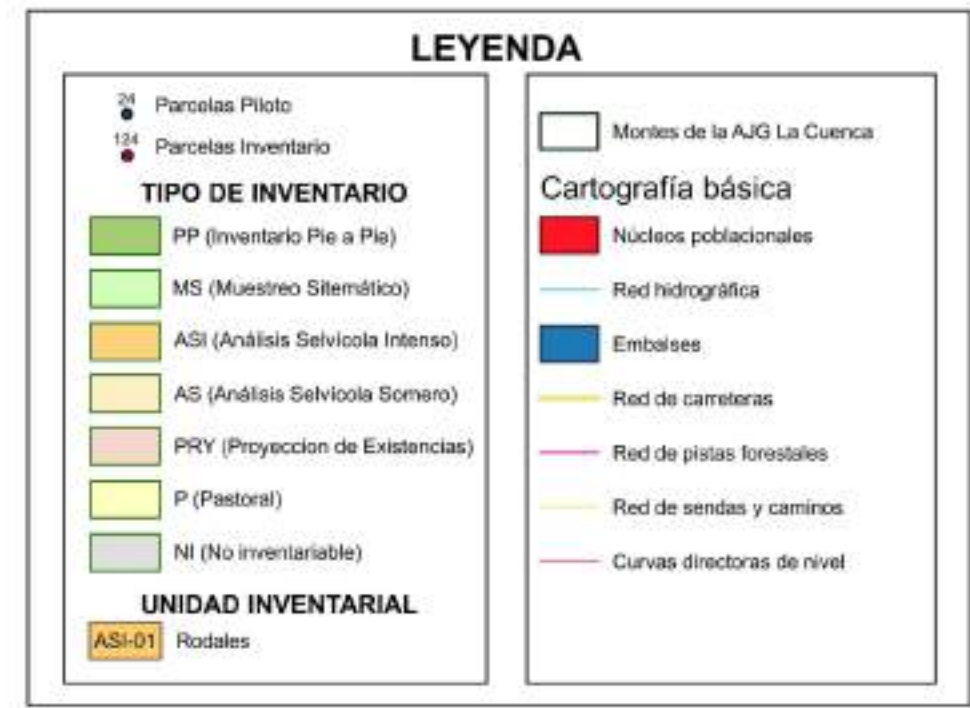 LEYENDA
24
Parcelas Piloto
124
Parcelas Inventario
TIPO DE INVENTARIO
PP (Inventario Pie a Pie)
MS (Muestreo Sitemático)
ASI (Análisis Selvicola Intenso)
AS (Análisis Selvicola Somero)
PRY (Proyeccion de Existencias)
P (Pastoral)
NI (No inventariable)
UNIDAD INVENTARIAL
ASI-01 Rodales
Montes de la AJG La Cuenca
Cartografía básica
Núcleos poblacionales
Red hidrográfica
Embalses
Red de carreteras
Red de pistas forestales
Red de sendas y caminos
Curvas directoras de nivel